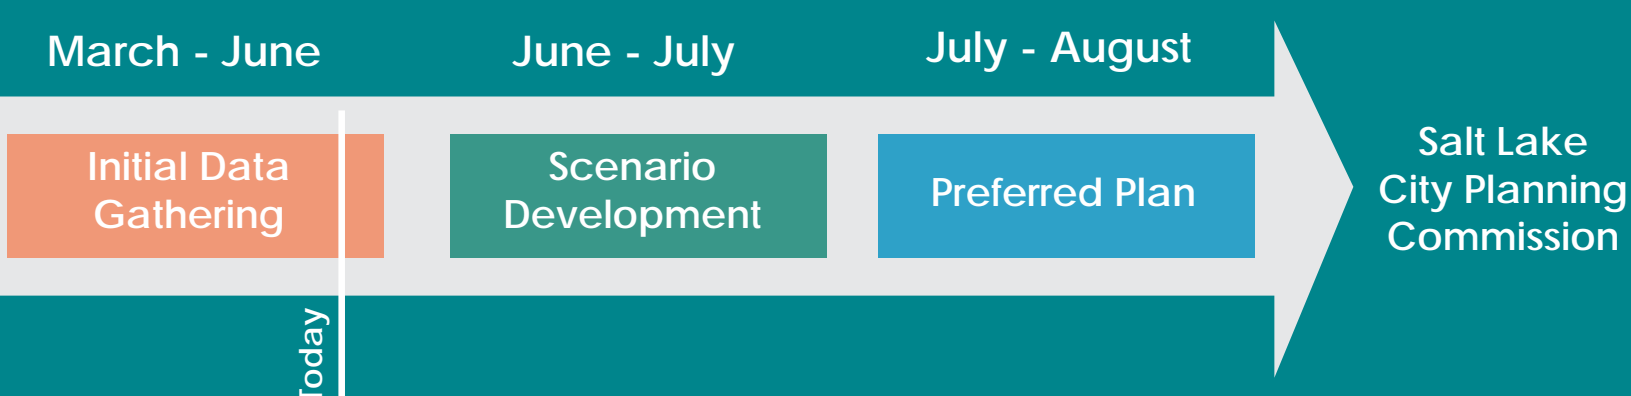 March - June
June - July
July - August
Initial Data
Gathering
Scenario
Development
Preferred Plan
Salt Lake
City Planning
Commission
Today